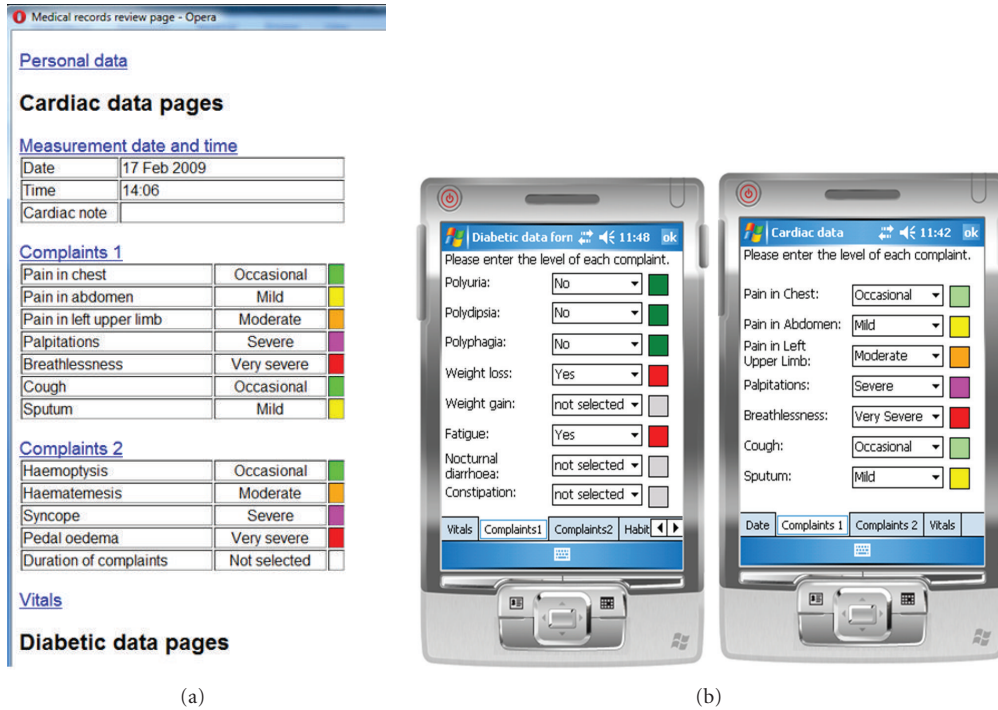 Medical records review page - Opera
Personal data
Cardiac data pages
Measurement date and time
Date 17 Feb 2009
Time 14:06
Cardiac note
Complaints 1
Pain in chest Occasional
Pain in abdomen Mild
Pain in left upper limb Moderate
Palpitations Severe
Breathlessness Very severe
Cough Occasional
Sputum Mild
Complaints 2
Haemoptysis Occasional
Haematemesis Moderate
Syncope Severe
Pedal oedema Very severe
Duration of complaints Not selected
Vitals
Diabetic data pages
(a)
Diabetic data forn 11:48 ok
Please enter the level of each complaint.
Polyuria: No
Polydipsia: No
Polyphagia: No
Weight loss: Yes
Weight gain: not selected
Fatigue: Yes
Nocturnal
diarrhoea: not selected
Constipation: not selected
Vitals Complaints1 Complaints2 Habit
Cardiac data 11:42 ok
Please enter the level of each complaint.
Pain in Chest: Occasional
Pain in Abdomen: Mild
Pain in Left
Upper Limb: Moderate
Palpitations: Severe
Breathlessness: Very Severe
Cough: Occasional
Sputum: Mild
Date Complaints 1 Complaints 2 Vitals
(b)